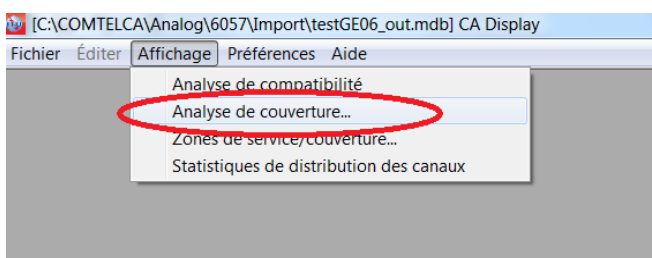 [C:\COMTELCA\Analog\6057\Import\testGE06_out.mdb] CA Display
Fichier Éditer Affichage Préférences Aide
Analyse de compatibilité
Analyse de couverture...
Zones de service/couverture...
Statistiques de distribution des canaux